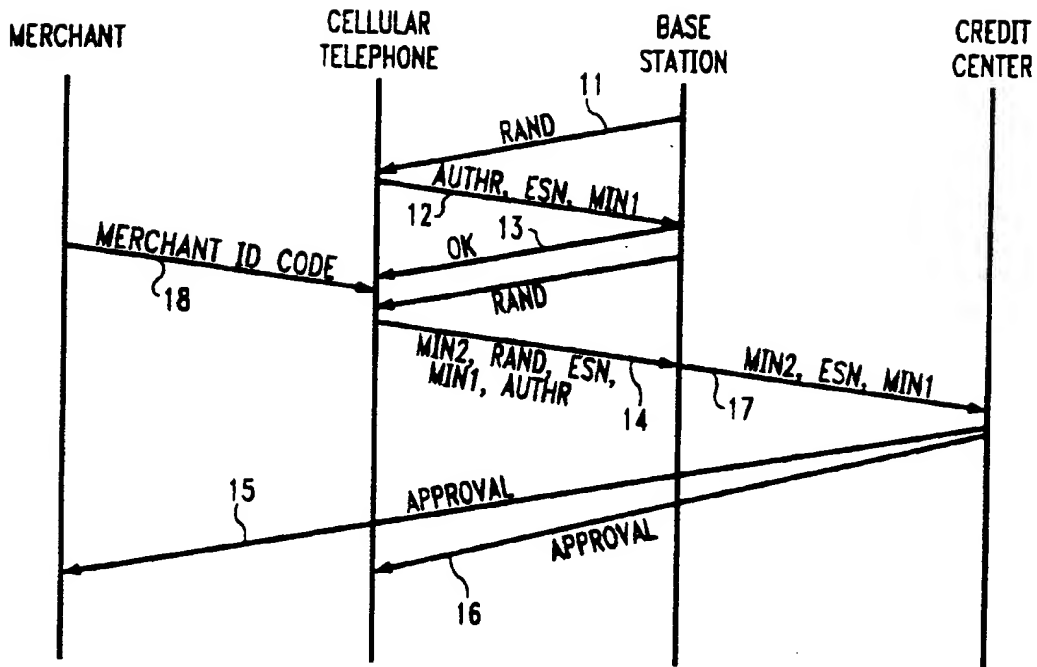 MERCHANT
CELLULAR
TELEPHONE
BASE
STATION
CREDIT
CENTER
11
RAND
AUTHR, ESN, MIN1
12
13
OK
MERCHANT ID CODE
18
RAND
MIN2, RAND, ESN,
MIN1, AUTHR
14
MIN2, ESN, MIN1
17
15
APPROVAL
APPROVAL
16